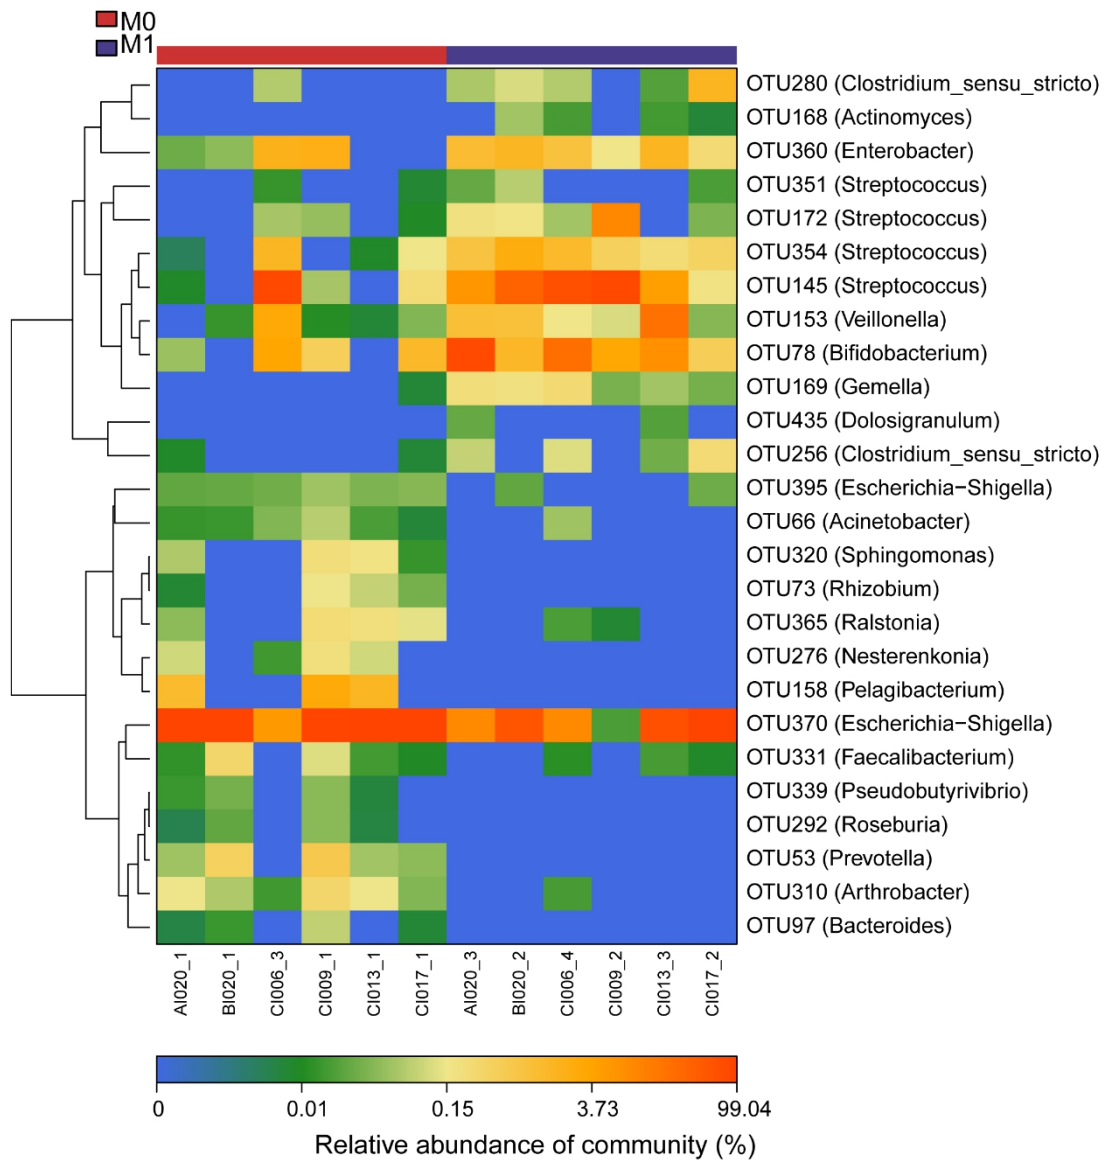 M0
M1
OTU280 (Clostridium_sensu_stricto)
OTU168 (Actinomyces)
OTU360 (Enterobacter)
OTU351 (Streptococcus)
OTU172 (Streptococcus)
OTU354 (Streptococcus)
OTU145 (Streptococcus)
OTU153 (Veillonella)
OTU78 (Bifidobacterium)
OTU169 (Gemella)
OTU435 (Dolosigranulum)
OTU256 (Clostridium_sensu_stricto)
OTU395 (Escherichia−Shigella)
OTU66 (Acinetobacter)
OTU320 (Sphingomonas)
OTU73 (Rhizobium)
OTU365 (Ralstonia)
OTU276 (Nesterenkonia)
OTU158 (Pelagibacterium)
OTU370 (Escherichia−Shigella)
OTU331 (Faecalibacterium)
OTU339 (Pseudobutyrivibrio)
OTU292 (Roseburia)
OTU53 (Prevotella)
OTU310 (Arthrobacter)
OTU97 (Bacteroides)
AI020_1
BI020_1
CI006_3
CI009_1
CI013_1
CI017_1
AI020_3
BI020_2
CI006_4
CI009_2
CI013_3
CI017_2
0 0.01 0.15 3.73 99.04
Relative abundance of community (%)